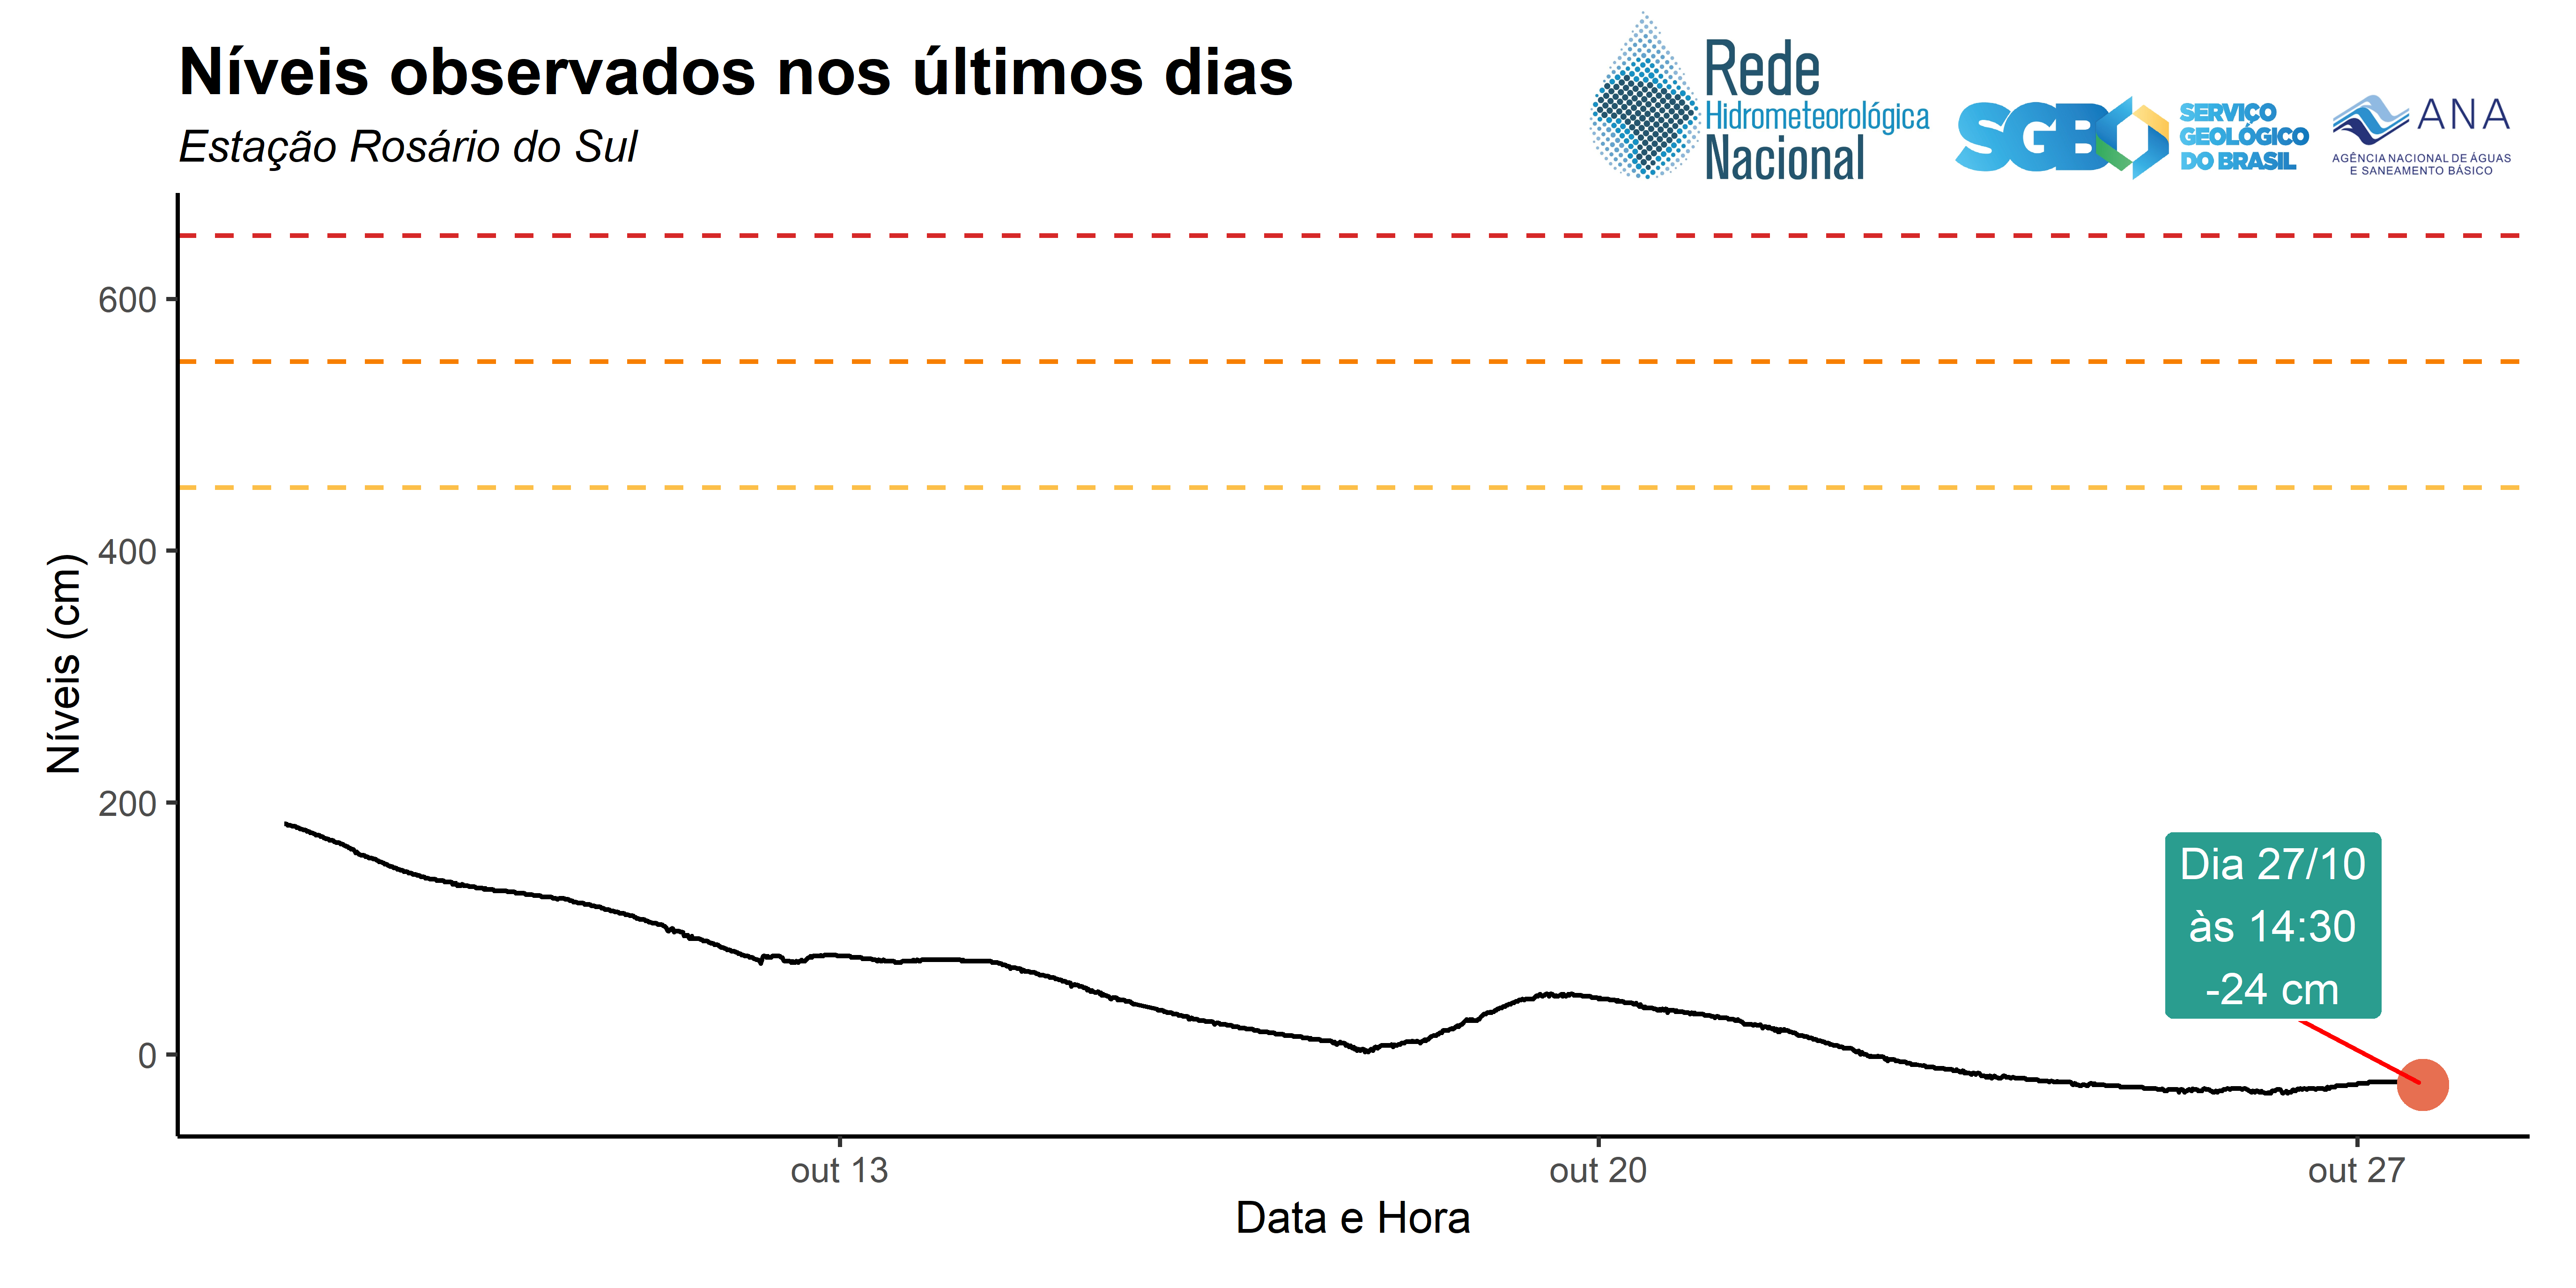 Níveis observados nos últimos dias
Estação Rosário do Sul
Rede
Hidrometeorológica
Nacional
SGB
SERVIÇO
GEOLÓGICO
DO BRASIL
ANA
AGÊNCIA NACIONAL DE ÁGUAS
E SANEAMENTO BÁSICO
Níveis (cm)
600
400
200
0
Dia 27/10
às 14:30
-24 cm
out 13
out 20
out 27
Data e Hora